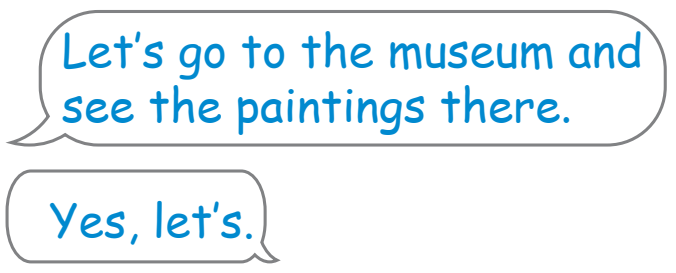 Let's go to the museum and
see the paintings there.
Yes, let's.